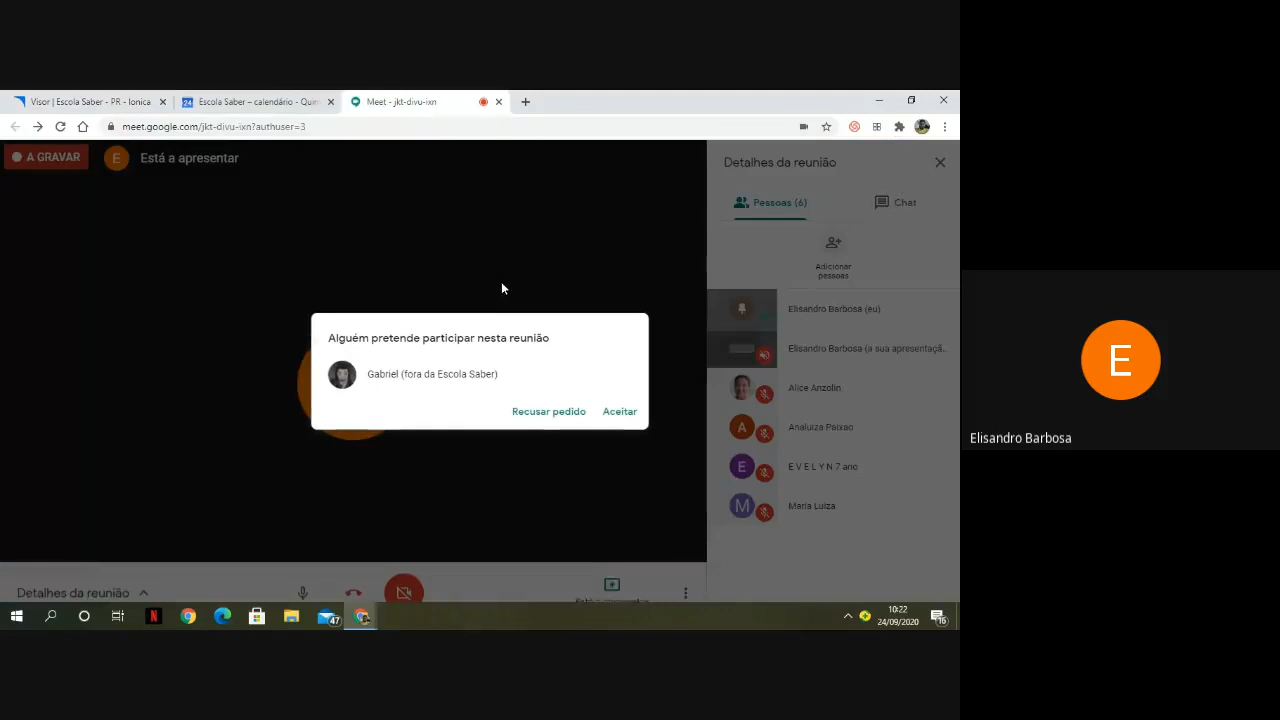 Visor | Escola Saber - PR - Ionica
Escola Saber – calendário - Quin
Meet - jkt-divu-ixn
meet.google.com/jkt-divu-ixn?authuser=3
A GRAVAR
E
Está a apresentar
Detalhes da reunião
Pessoas (6)
Chat
Adicionar
pessoas
Elisandro Barbosa (eu)
Elisandro Barbosa (a sua apresentaçã...
Alice Anzolin
A
Analuiza Paixao
E
E V E L Y N 7 ano
M
Maria Luiza
Alguém pretende participar nesta reunião
Gabriel (fora da Escola Saber)
Recusar pedido
Aceitar
Detalhes da reunião
E
Elisandro Barbosa
N
47
10:22
24/09/2020
16